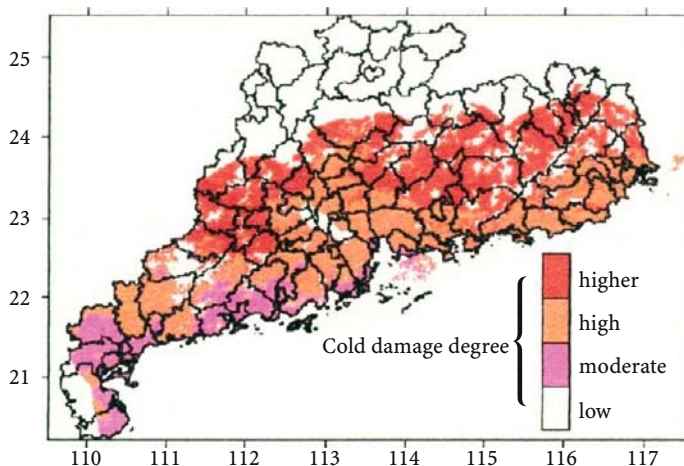 25
24
23
22
21
110 111 112 113 114 115 116 117
Cold damage degree
higher
high
moderate
low